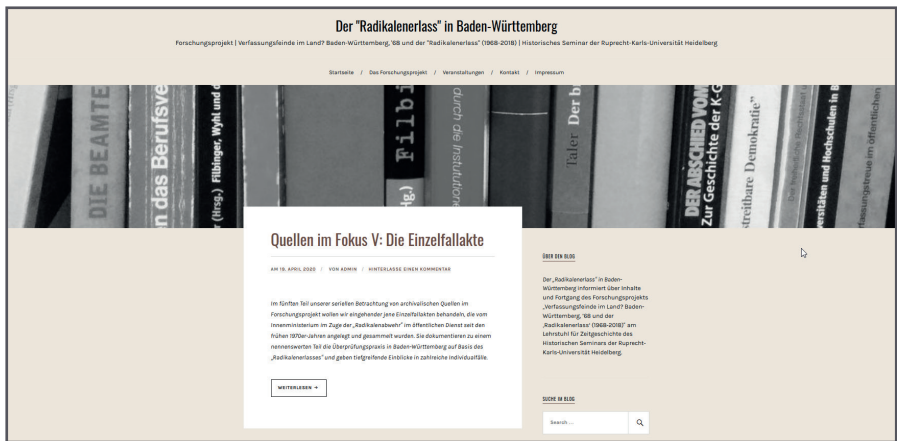 Der "Radikalenerlass" in Baden-Württemberg
Forschungsprojekt | Verfassungsfeinde im Land? Baden-Württemberg, '68 und der "Radikalenerlass" (1968-2018) | Historisches Seminar der Ruprecht-Karls-Universität Heidelberg
Startseite / Das Forschungsprojekt / Veranstaltungen / Kontakt / Impressum
DIE BEAMTE
n das Berufsve
r (Hrsg.) Filbinger, Wyhl und d
Filbi
Hg.)
durch die Institutione
Taler Der b
DER ABSCHIED VOM
Zur Geschichte der K-G
streitbare Demokratie"
versitäten und Hochschulen in B
erfassungstreue im öffentlichen
Quellen im Fokus V: Die Einzelfallakte
AM 19. APRIL 2020 / VON ADMIN / HINTERLASSE EINEN KOMMENTAR
Im fünften Teil unserer seriellen Betrachtung von archivalischen Quellen im
Forschungsprojekt wollen wir eingehender jene Einzelfallakten behandeln, die vom
Innenministerium im Zuge der „Radikalenabwehr" im öffentlichen Dienst seit den
frühen 1970er-Jahren angelegt und gesammelt wurden. Sie dokumentieren zu einem
nennenswerten Teil die Überprüfungspraxis in Baden-Württemberg auf Basis des
„Radikalenerlasses" und geben tiefgreifende Einblicke in zahlreiche Individualfälle.
WEITERLESEN →
ÜBER DEN BLOG
Der „Radikalenerlass" in Baden-
Württemberg informiert über Inhalte
und Fortgang des Forschungsprojekts
„Verfassungsfeinde im Land? Baden-
Württemberg, '68 und der
‚Radikalenerlass' (1968-2018)" am
Lehrstuhl für Zeitgeschichte des
Historischen Seminars der Ruprecht-
Karls-Universität Heidelberg.
SUCHE IM BLOG
Search ...